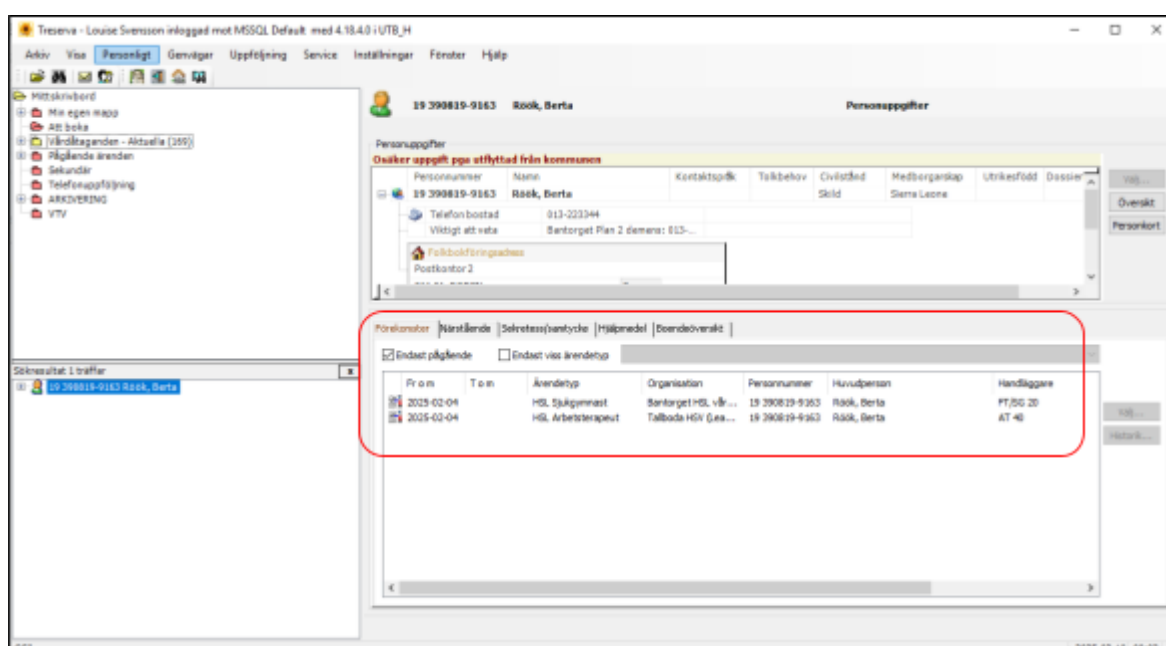 Treserva - Louise Svensson inloggad mot MSSQL Default med 4.18.4.0 i UTB_H
Arkiv Visa Personligt Genvägar Uppföljning Service Inställningar Fönster Hjälp
Mitt skrivbord
Min egen mapp
Att boka
Vårdåtaganden - Aktuella (169)
Pågående ärenden
Sekundär
Telefonuppföljning
ARKIVERING
VTV
Sökresultat 1 träffar
19 390819-9163 Röök, Berta
19 390819-9163 Röök, Berta Personuppgifter
Personuppgifter
Osäker uppgift pga utflyttad från kommunen
Personnummer Namn Kontaktspråk Tolkbehov Civilstånd Medborgarskap Utrikesfödd Dossier
19 390819-9163 Röök, Berta Skild Sierra Leone
Telefon bostad 013-223344
Viktigt att veta Bantorget Plan 2 demens: 013-...
Folkbokföringsadress
Postkontor 2
Välj...
Översikt
Personkort
Förekomster Närstående Sekretess/samtycke Hjälpmedel Boendeöversikt
Endast pågående Endast viss ärendetyp
Fr o m T o m Ärendetyp Organisation Personnummer Huvudperson Handläggare
2025-02-04 HSL Sjukgymnast Bantorget HSL vår... 19 390819-9163 Röök, Berta FT/SG 20
2025-02-04 HSL Arbetsterapeut Tallboda HSV (Lea... 19 390819-9163 Röök, Berta AT 40
Välj...
Historik...